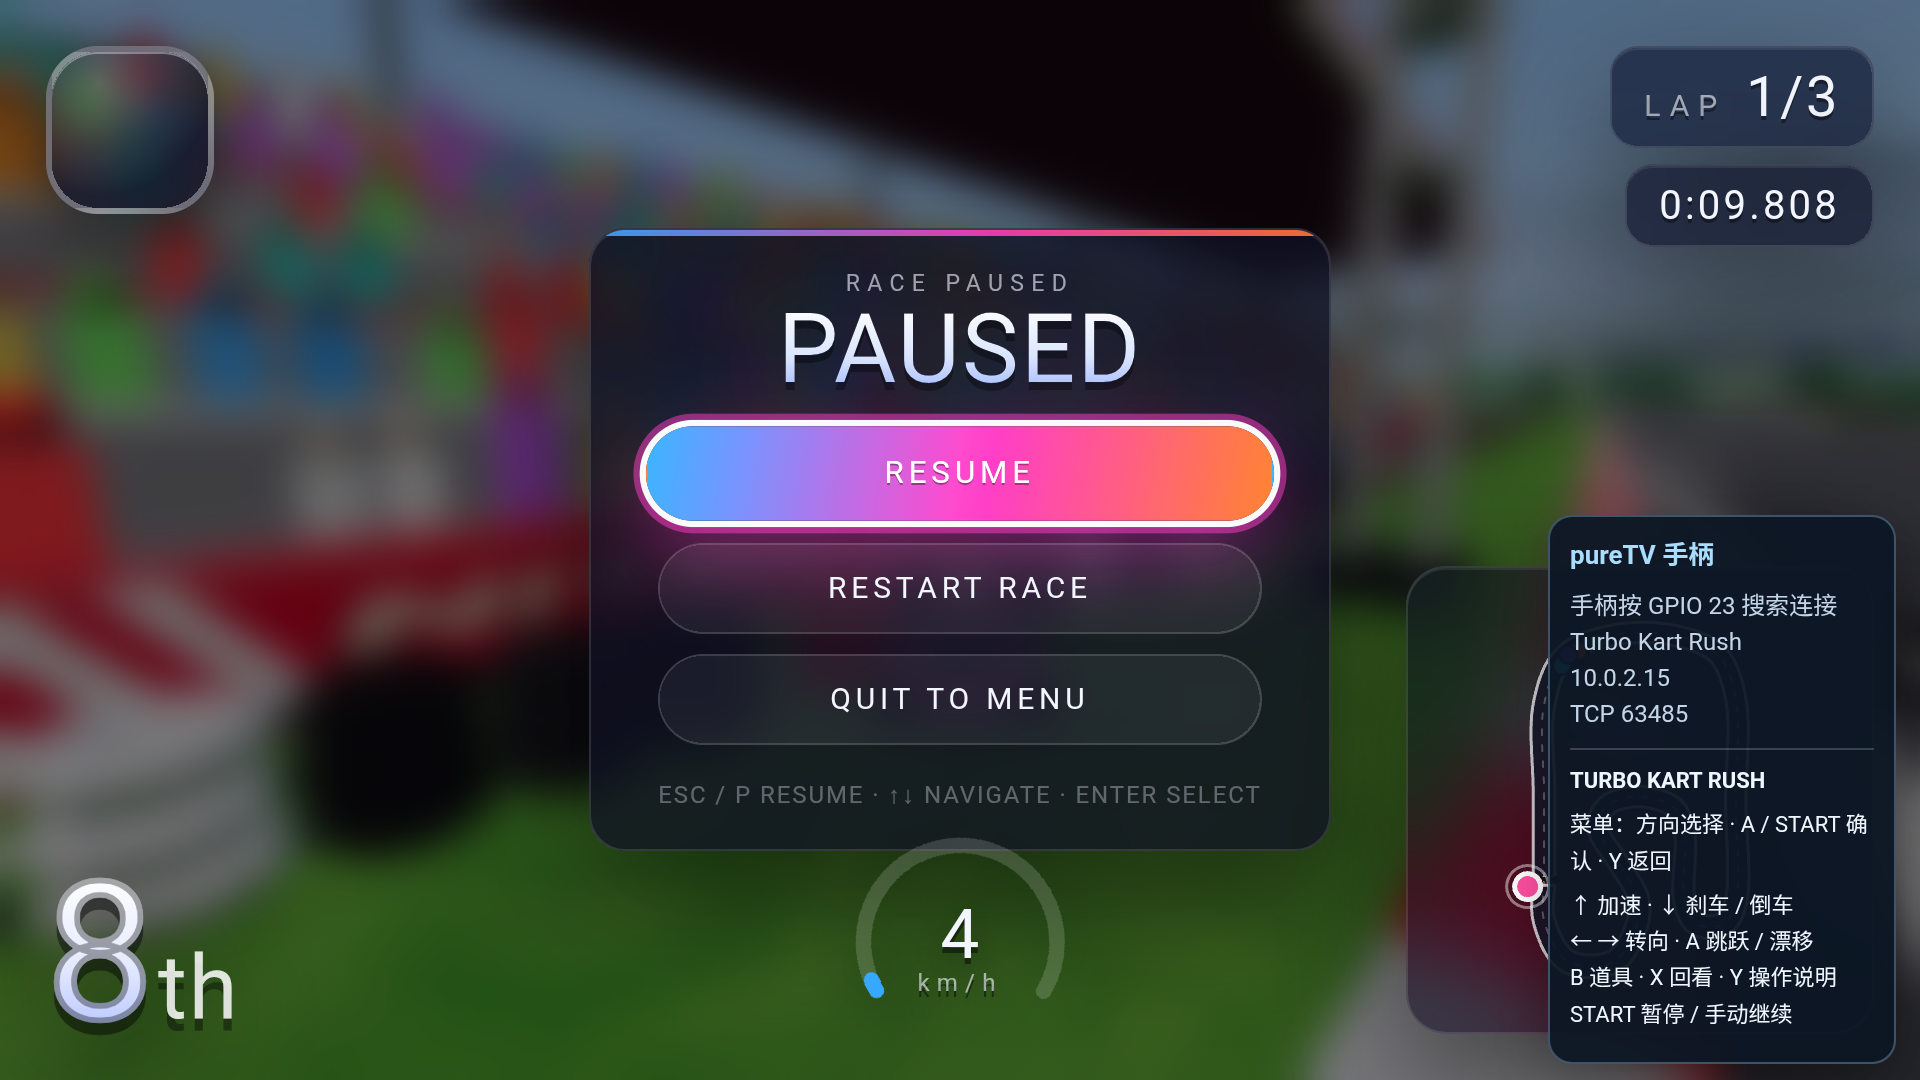 LAP 1/3
0:09.808
RACE PAUSED
PAUSED
RESUME
RESTART RACE
QUIT TO MENU
ESC / P RESUME · ↑↓ NAVIGATE · ENTER SELECT
8th
4
km/h
pureTV 手柄
手柄按 GPIO 23 搜索连接
Turbo Kart Rush
10.0.2.15
TCP 63485
TURBO KART RUSH
菜单：方向选择 · A / START 确
认 · Y 返回
↑ 加速 · ↓ 刹车 / 倒车
← → 转向 · A 跳跃 / 漂移
B 道具 · X 回看 · Y 操作说明
START 暂停 / 手动继续